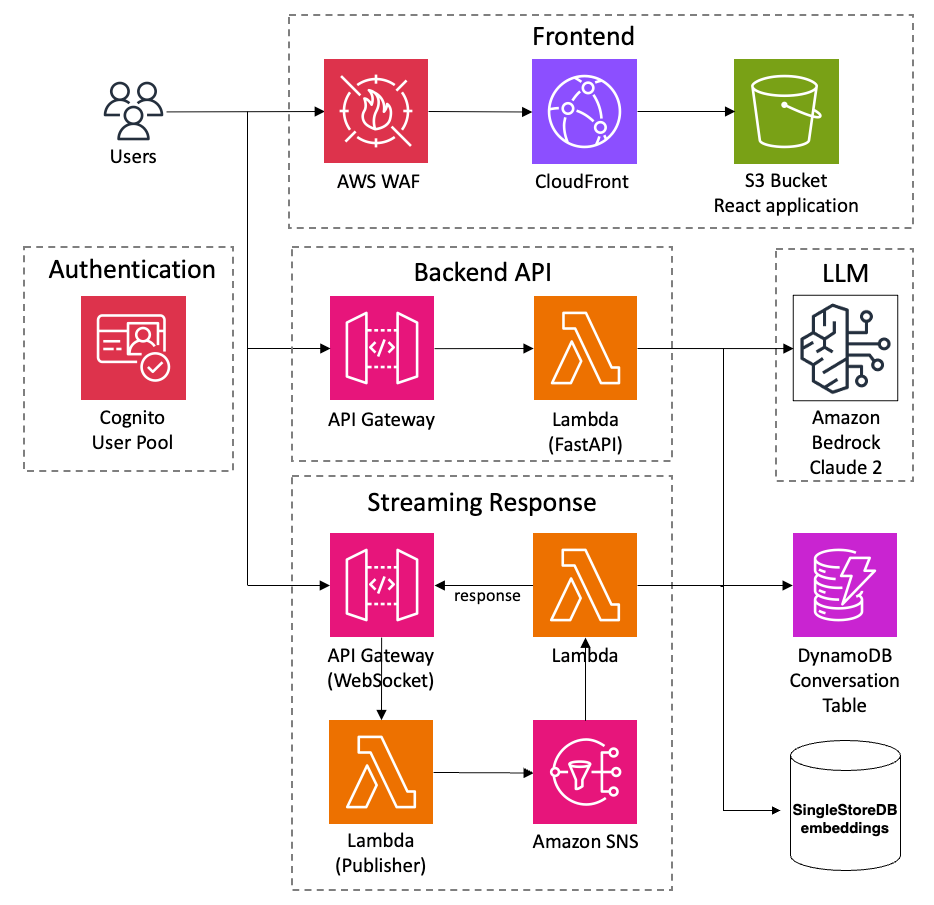 Frontend
Users
AWS WAF
CloudFront
S3 Bucket
React application
Authentication
Cognito
User Pool
Backend API
API Gateway
Lambda
(FastAPI)
LLM
Amazon
Bedrock
Claude 2
Streaming Response
response
API Gateway
(WebSocket)
Lambda
Lambda
(Publisher)
Amazon SNS
DynamoDB
Conversation
Table
SingleStoreDB
embeddings